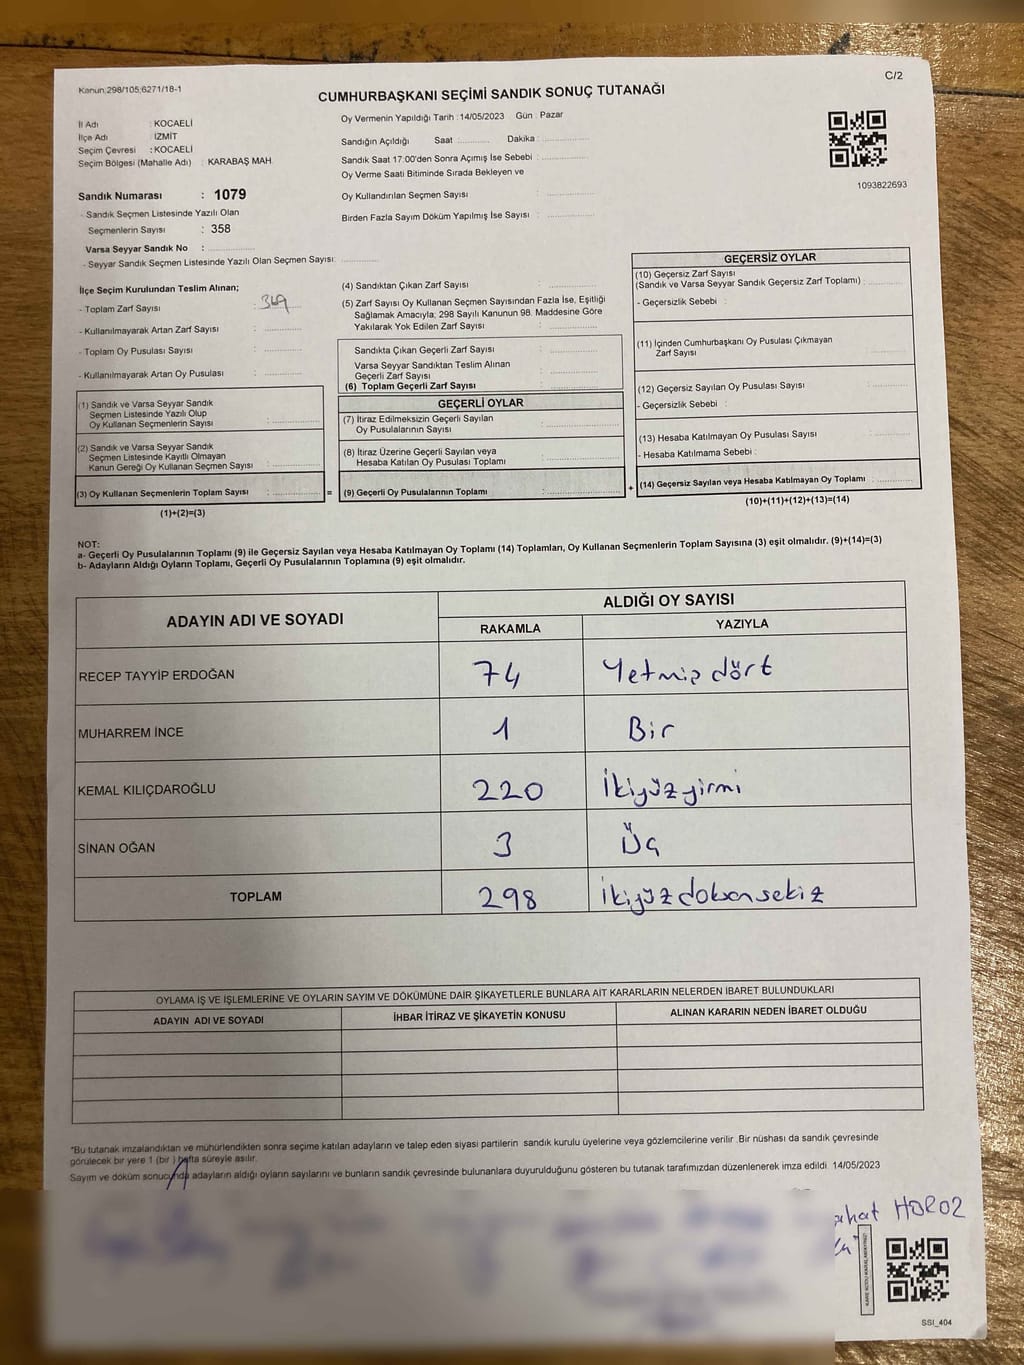 Kanun;298/105;6271/18-1
C/2
CUMHURBAŞKANI SEÇİMİ SANDIK SONUÇ TUTANAĞI
İl Adı : KOCAELİ
İlçe Adı : İZMİT
Seçim Çevresi : KOCAELİ
Seçim Bölgesi (Mahalle Adı) : KARABAŞ MAH
Sandık Numarası : 1079
- Sandık Seçmen Listesinde Yazılı Olan
Seçmenlerin Sayısı : 358
Varsa Seyyar Sandık No :
- Seyyar Sandık Seçmen Listesinde Yazılı Olan Seçmen Sayısı:
Oy Vermenin Yapıldığı Tarih : 14/05/2023 Gün : Pazar
Sandığın Açıldığı Saat : Dakika :
Sandık Saat 17:00'den Sonra Açımış İse Sebebi :
Oy Verme Saati Bitiminde Sırada Bekleyen ve
Oy Kullandırılan Seçmen Sayısı :
Birden Fazla Sayım Döküm Yapılmış İse Sayısı :
1093822693
İlçe Seçim Kurulundan Teslim Alınan;
- Toplam Zarf Sayısı : 369
- Kullanılmayarak Artan Zarf Sayısı :
- Toplam Oy Pusulası Sayısı :
- Kullanılmayarak Artan Oy Pusulası :
(1) Sandık ve Varsa Seyyar Sandık
Seçmen Listesinde Yazılı Olup
Oy Kullanan Seçmenlerin Sayısı :
(2) Sandık ve Varsa Seyyar Sandık
Seçmen Listesinde Kayıtlı Olmayan
Kanun Gereği Oy Kullanan Seçmen Sayısı :
(3) Oy Kullanan Seçmenlerin Toplam Sayısı : =
(1)+(2)=(3)
(4) Sandıktan Çıkan Zarf Sayısı :
(5) Zarf Sayısı Oy Kullanan Seçmen Sayısından Fazla İse, Eşitliği
Sağlamak Amacıyla; 298 Sayılı Kanunun 98. Maddesine Göre
Yakılarak Yok Edilen Zarf Sayısı :
Sandıkta Çıkan Geçerli Zarf Sayısı :
Varsa Seyyar Sandıktan Teslim Alınan
Geçerli Zarf Sayısı :
(6) Toplam Geçerli Zarf Sayısı :
GEÇERLİ OYLAR
(7) İtiraz Edilmeksizin Geçerli Sayılan
Oy Pusulalarının Sayısı :
(8) İtiraz Üzerine Geçerli Sayılan veya
Hesaba Katılan Oy Pusulası Toplamı :
(9) Geçerli Oy Pusulalarının Toplamı : +
GEÇERSİZ OYLAR
(10) Geçersiz Zarf Sayısı
(Sandık ve Varsa Seyyar Sandık Geçersiz Zarf Toplamı) :
- Geçersizlik Sebebi :
(11) İçinden Cumhurbaşkanı Oy Pusulası Çıkmayan
Zarf Sayısı :
(12) Geçersiz Sayılan Oy Pusulası Sayısı :
- Geçersizlik Sebebi :
(13) Hesaba Katılmayan Oy Pusulası Sayısı :
- Hesaba Katılmama Sebebi :
(14) Geçersiz Sayılan veya Hesaba Katılmayan Oy Toplamı :
(10)+(11)+(12)+(13)=(14)
NOT:
a- Geçerli Oy Pusulalarının Toplamı (9) ile Geçersiz Sayılan veya Hesaba Katılmayan Oy Toplamı (14) Toplamları, Oy Kullanan Seçmenlerin Toplam Sayısına (3) eşit olmalıdır. (9)+(14)=(3)
b- Adayların Aldığı Oyların Toplamı, Geçerli Oy Pusulalarının Toplamına (9) eşit olmalıdır.
ADAYIN ADI VE SOYADI
ALDIĞI OY SAYISI
RAKAMLA YAZIYLA
RECEP TAYYİP ERDOĞAN 74 Yetmiş dört
MUHARREM İNCE 1 Bir
KEMAL KILIÇDAROĞLU 220 İkiyüz yirmi
SİNAN OĞAN 3 Üç
TOPLAM 298 İkiyüz doksan sekiz
OYLAMA İŞ VE İŞLEMLERİNE VE OYLARIN SAYIM VE DÖKÜMÜNE DAİR ŞİKAYETLERLE BUNLARA AİT KARARLARIN NELERDEN İBARET BULUNDUKLARI
ADAYIN ADI VE SOYADI İHBAR İTİRAZ VE ŞİKAYETİN KONUSU ALINAN KARARIN NEDEN İBARET OLDUĞU
*Bu tutanak imzalandıktan ve mühürlendikten sonra seçime katılan adayların ve talep eden siyasi partilerin sandık kurulu üyelerine veya gözlemcilerine verilir .Bir nüshası da sandık çevresinde
görülecek bir yere 1 (bir ) hafta süreyle asılır.
Sayım ve döküm sonucunda adayların aldığı oyların sayılarını ve bunların sandık çevresinde bulunanlara duyurulduğunu gösteren bu tutanak tarafımızdan düzenlenerek imza edildi. 14/05/2023
HOROZ
SSI_404